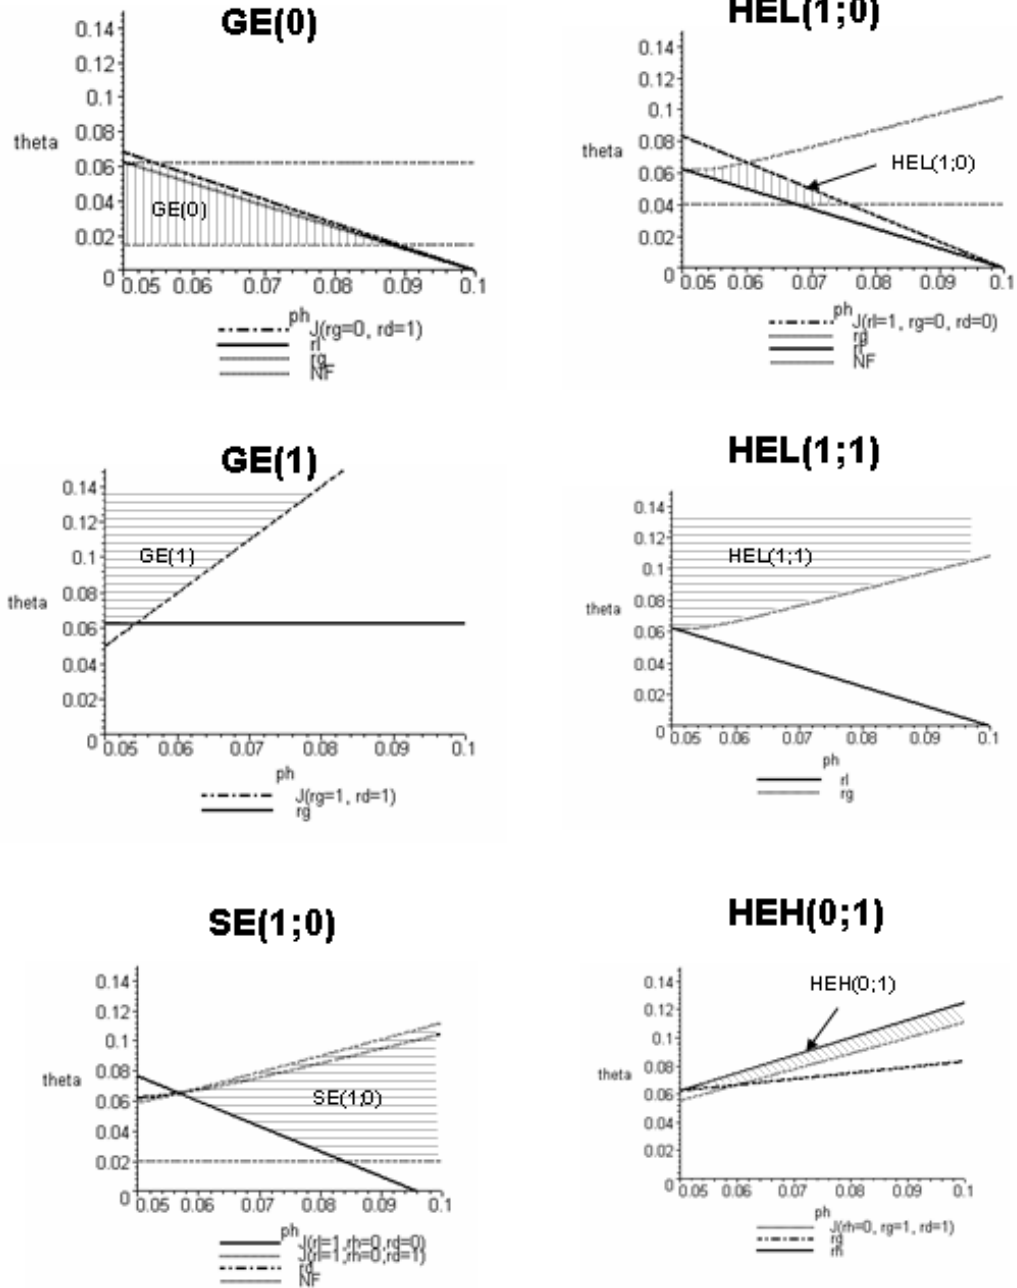 GE(0)
0.14
0.12
0.1
0.08
theta
0.06
0.04
0.02
0
GE(0)
0.05 0.06 0.07 0.08 0.09 0.1
ph
J(rg=0, rd=1)
rl
rg
NF
HEL(1;0)
0.14
0.12
0.1
0.08
theta
0.06
0.04
0.02
0
HEL(1;0)
0.05 0.06 0.07 0.08 0.09 0.1
ph
J(rl=1, rg=0, rd=0)
rg
rl
NF
GE(1)
0.14
0.12
0.1
0.08
theta
0.06
0.04
0.02
0
GE(1)
0.05 0.06 0.07 0.08 0.09 0.1
ph
J(rg=1, rd=1)
rg
HEL(1;1)
0.14
0.12
0.1
0.08
theta
0.06
0.04
0.02
0
HEL(1;1)
0.05 0.06 0.07 0.08 0.09 0.1
ph
rl
rg
SE(1;0)
0.14
0.12
0.1
0.08
theta
0.06
0.04
0.02
0
SE(1;0)
0.05 0.06 0.07 0.08 0.09 0.1
ph
J(rl=1,rh=0,rd=0)
J(rl=1,rh=0,rd=1)
rd
NF
HEH(0;1)
0.14
0.12
0.1
0.08
theta
0.06
0.04
0.02
0
HEH(0;1)
0.05 0.06 0.07 0.08 0.09 0.1
ph
J(rh=0, rg=1, rd=1)
rg
rh